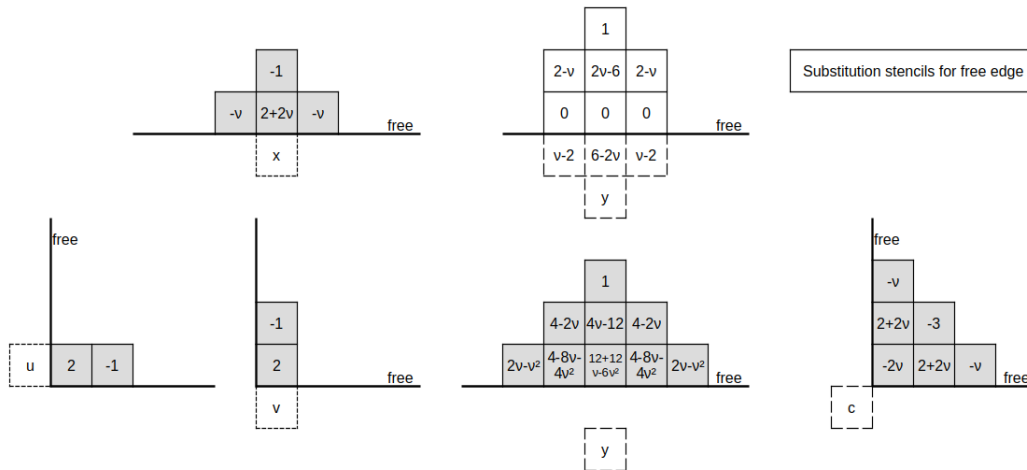 1
-1
2-ν 2ν-6 2-ν
Substitution stencils for free edge
-ν 2+2ν -ν
0 0 0
free
free
x
ν-2 6-2ν ν-2
y
free
free
1
-ν
-1
4-2ν 4ν-12 4-2ν
2+2ν -3
u 2 -1
2
2ν-ν² 4-8ν- 12+12 4-8ν- 2ν-ν²
4ν² ν-6ν² 4ν²
-2ν 2+2ν -ν
free
free
free
v
c
y